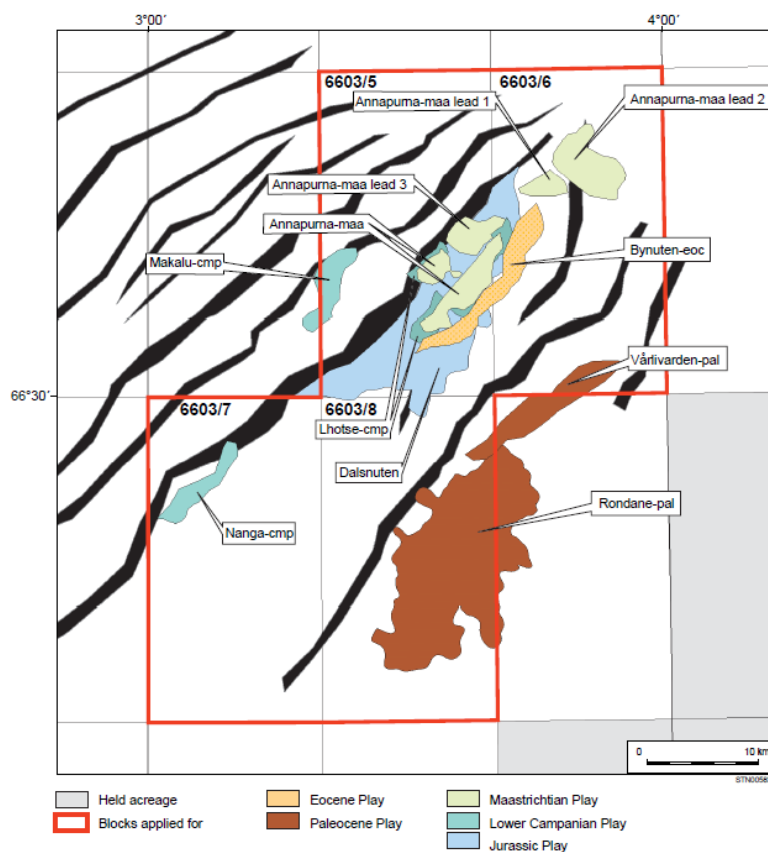 3°00′
4°00′
6603/5
6603/6
Annapurna-maa lead 1
Annapurna-maa lead 2
Annapurna-maa lead 3
Annapurna-maa
Makalu-cmp
Bynuten-eoc
Vårlivarden-pal
66°30′
6603/7
6603/8
Lhotse-cmp
Dalsnuten
Rondane-pal
Nanga-cmp
0 10 km
STN0058
Held acreage
Blocks applied for
Eocene Play
Paleocene Play
Maastrichtian Play
Lower Campanian Play
Jurassic Play